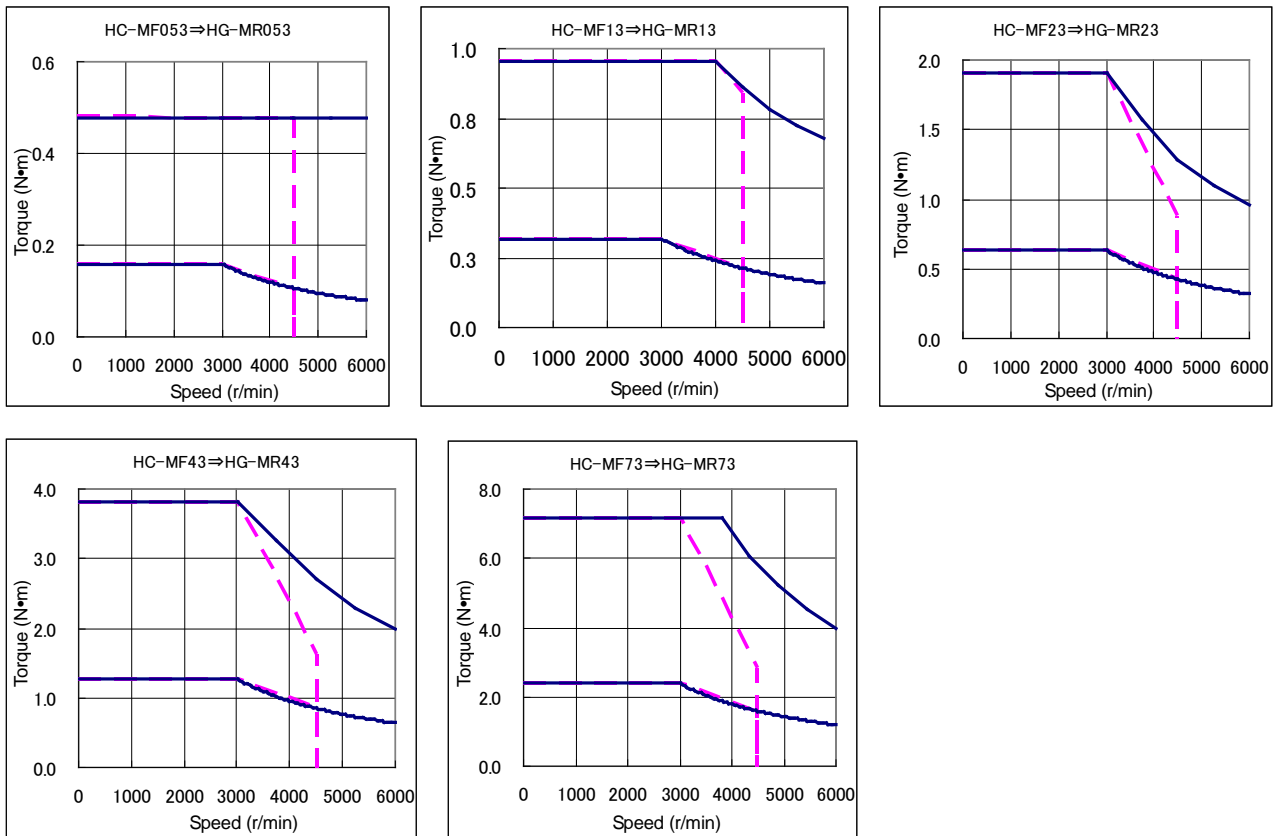 HC-MF053⇒HG-MR053
0.6
0.4
0.2
0.0
Torque (N•m)
0 1000 2000 3000 4000 5000 6000
Speed (r/min)
HC-MF13⇒HG-MR13
1.0
0.8
0.5
0.3
0.0
Torque (N•m)
0 1000 2000 3000 4000 5000 6000
Speed (r/min)
HC-MF23⇒HG-MR23
2.0
1.5
1.0
0.5
0.0
Torque (N•m)
0 1000 2000 3000 4000 5000 6000
Speed (r/min)
HC-MF43⇒HG-MR43
4.0
3.0
2.0
1.0
0.0
Torque (N•m)
0 1000 2000 3000 4000 5000 6000
Speed (r/min)
HC-MF73⇒HG-MR73
8.0
6.0
4.0
2.0
0.0
Torque (N•m)
0 1000 2000 3000 4000 5000 6000
Speed (r/min)